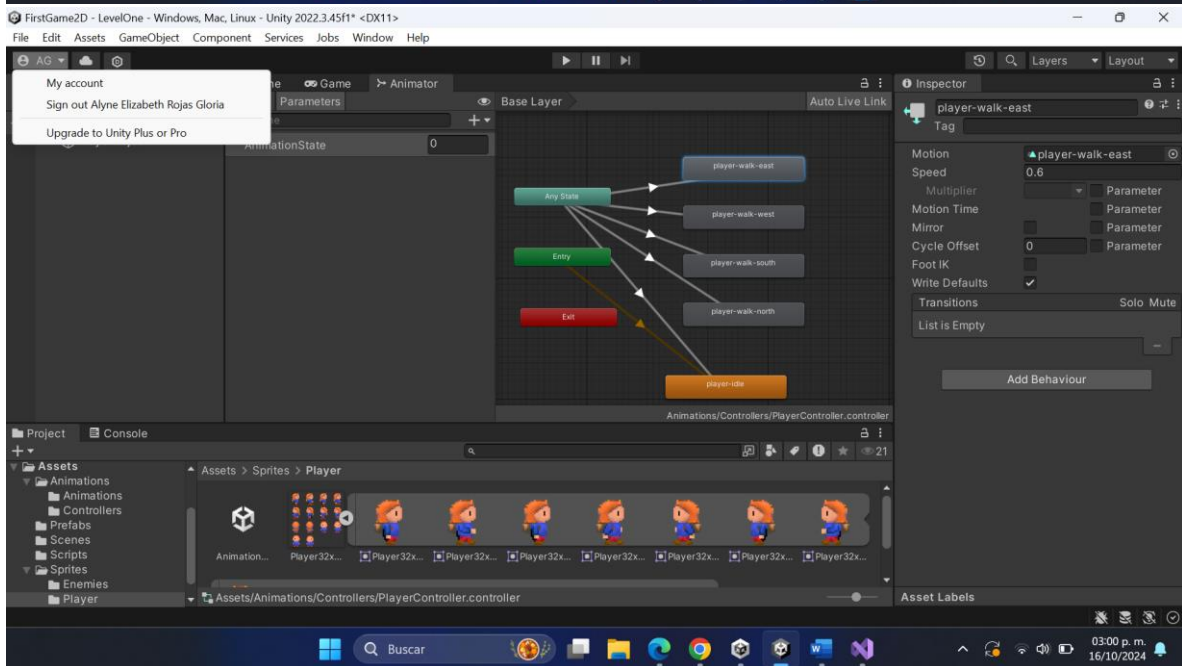 FirstGame2D - LevelOne - Windows, Mac, Linux - Unity 2022.3.45f1* <DX11>
File Edit Assets GameObject Component Services Jobs Window Help
AG
Layers Layout
My account
Sign out Alyne Elizabeth Rojas Gloria
Upgrade to Unity Plus or Pro
ne Game Animator
Parameters
Base Layer
Auto Live Link
AnimationState 0
player-walk-east
Any State
player-walk-west
Entry
player-walk-south
Exit
player-walk-north
player-idle
Animations/Controllers/PlayerController.controller
Inspector
player-walk-east
Tag
Motion player-walk-east
Speed 0.6
Multiplier Parameter
Motion Time Parameter
Mirror Parameter
Cycle Offset 0 Parameter
Foot IK
Write Defaults
Transitions Solo Mute
List is Empty
Add Behaviour
Asset Labels
Project Console
21
Assets
Animations
Animations
Controllers
Prefabs
Scenes
Scripts
Sprites
Enemies
Player
Assets > Sprites > Player
Animation... Player32x... Player32x... Player32x... Player32x... Player32x... Player32x... Player32x... Player32x...
Assets/Animations/Controllers/PlayerController.controller
Buscar
03:00 p. m.
16/10/2024